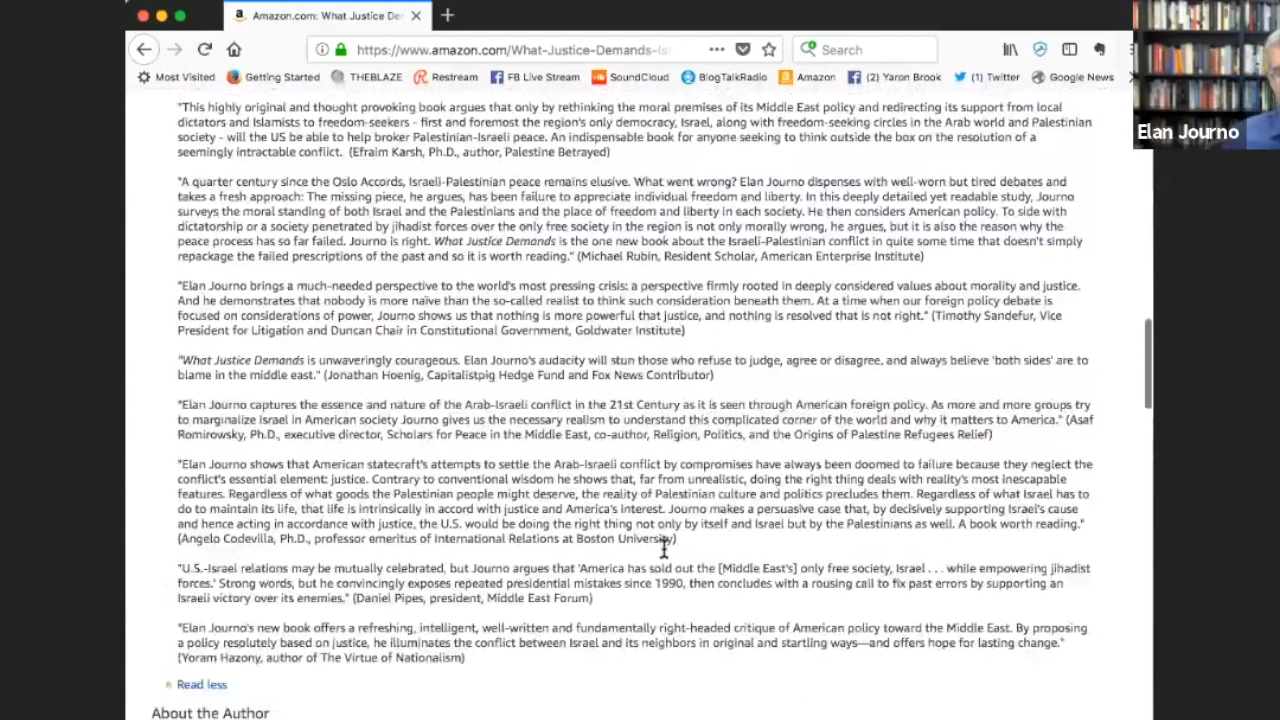 Amazon.com: What Justice Der
https://www.amazon.com/What-Justice-Demands-Is
Search
Most Visited
Getting Started
THEBLAZE
Restream
FB Live Stream
SoundCloud
BlogTalkRadio
Amazon
(2) Yaron Brook
(1) Twitter
Google News
Elan Journo
"This highly original and thought provoking book argues that only by rethinking the moral premises of its Middle East policy and redirecting its support from local
dictators and Islamists to freedom-seekers - first and foremost the region's only democracy, Israel, along with freedom-seeking circles in the Arab world and Palestinian
society - will the US be able to help broker Palestinian-Israeli peace. An indispensable book for anyone seeking to think outside the box on the resolution of a
seemingly intractable conflict. (Efraim Karsh, Ph.D., author, Palestine Betrayed)
"A quarter century since the Oslo Accords, Israeli-Palestinian peace remains elusive. What went wrong? Elan Journo dispenses with well-worn but tired debates and
takes a fresh approach: The missing piece, he argues, has been failure to appreciate individual freedom and liberty. In this deeply detailed yet readable study, Journo
surveys the moral standing of both Israel and the Palestinians and the place of freedom and liberty in each society. He then considers American policy. To side with
dictatorship or a society penetrated by jihadist forces over the only free society in the region is not only morally wrong, he argues, but it is also the reason why the
peace process has so far failed. Journo is right. What Justice Demands is the one new book about the Israeli-Palestinian conflict in quite some time that doesn't simply
repackage the failed prescriptions of the past and so it is worth reading." (Michael Rubin, Resident Scholar, American Enterprise Institute)
"Elan Journo brings a much-needed perspective to the world's most pressing crisis: a perspective firmly rooted in deeply considered values about morality and justice.
And he demonstrates that nobody is more naïve than the so-called realist to think such consideration beneath them. At a time when our foreign policy debate is
focused on considerations of power, Journo shows us that nothing is more powerful that justice, and nothing is resolved that is not right." (Timothy Sandefur, Vice
President for Litigation and Duncan Chair in Constitutional Government, Goldwater Institute)
"What Justice Demands is unwaveringly courageous. Elan Journo's audacity will stun those who refuse to judge, agree or disagree, and always believe 'both sides' are to
blame in the middle east." (Jonathan Hoenig, Capitalistpig Hedge Fund and Fox News Contributor)
"Elan Journo captures the essence and nature of the Arab-Israeli conflict in the 21st Century as it is seen through American foreign policy. As more and more groups try
to marginalize Israel in American society Journo gives us the necessary realism to understand this complicated corner of the world and why it matters to America." (Asaf
Romirowsky, Ph.D., executive director, Scholars for Peace in the Middle East, co-author, Religion, Politics, and the Origins of Palestine Refugees Relief)
"Elan Journo shows that American statecraft's attempts to settle the Arab-Israeli conflict by compromises have always been doomed to failure because they neglect the
conflict's essential element: justice. Contrary to conventional wisdom he shows that, far from unrealistic, doing the right thing deals with reality's most inescapable
features. Regardless of what goods the Palestinian people might deserve, the reality of Palestinian culture and politics precludes them. Regardless of what Israel has to
do to maintain its life, that life is intrinsically in accord with justice and America's interest. Journo makes a persuasive case that, by decisively supporting Israel's cause
and hence acting in accordance with justice, the U.S. would be doing the right thing not only by itself and Israel but by the Palestinians as well. A book worth reading."
(Angelo Codevilla, Ph.D., professor emeritus of International Relations at Boston University)
"U.S.-Israel relations may be mutually celebrated, but Journo argues that 'America has sold out the [Middle East's] only free society, Israel . . . while empowering jihadist
forces.' Strong words, but he convincingly exposes repeated presidential mistakes since 1990, then concludes with a rousing call to fix past errors by supporting an
Israeli victory over its enemies." (Daniel Pipes, president, Middle East Forum)
"Elan Journo's new book offers a refreshing, intelligent, well-written and fundamentally right-headed critique of American policy toward the Middle East. By proposing
a policy resolutely based on justice, he illuminates the conflict between Israel and its neighbors in original and startling ways—and offers hope for lasting change."
(Yoram Hazony, author of The Virtue of Nationalism)
Read less
About the Author